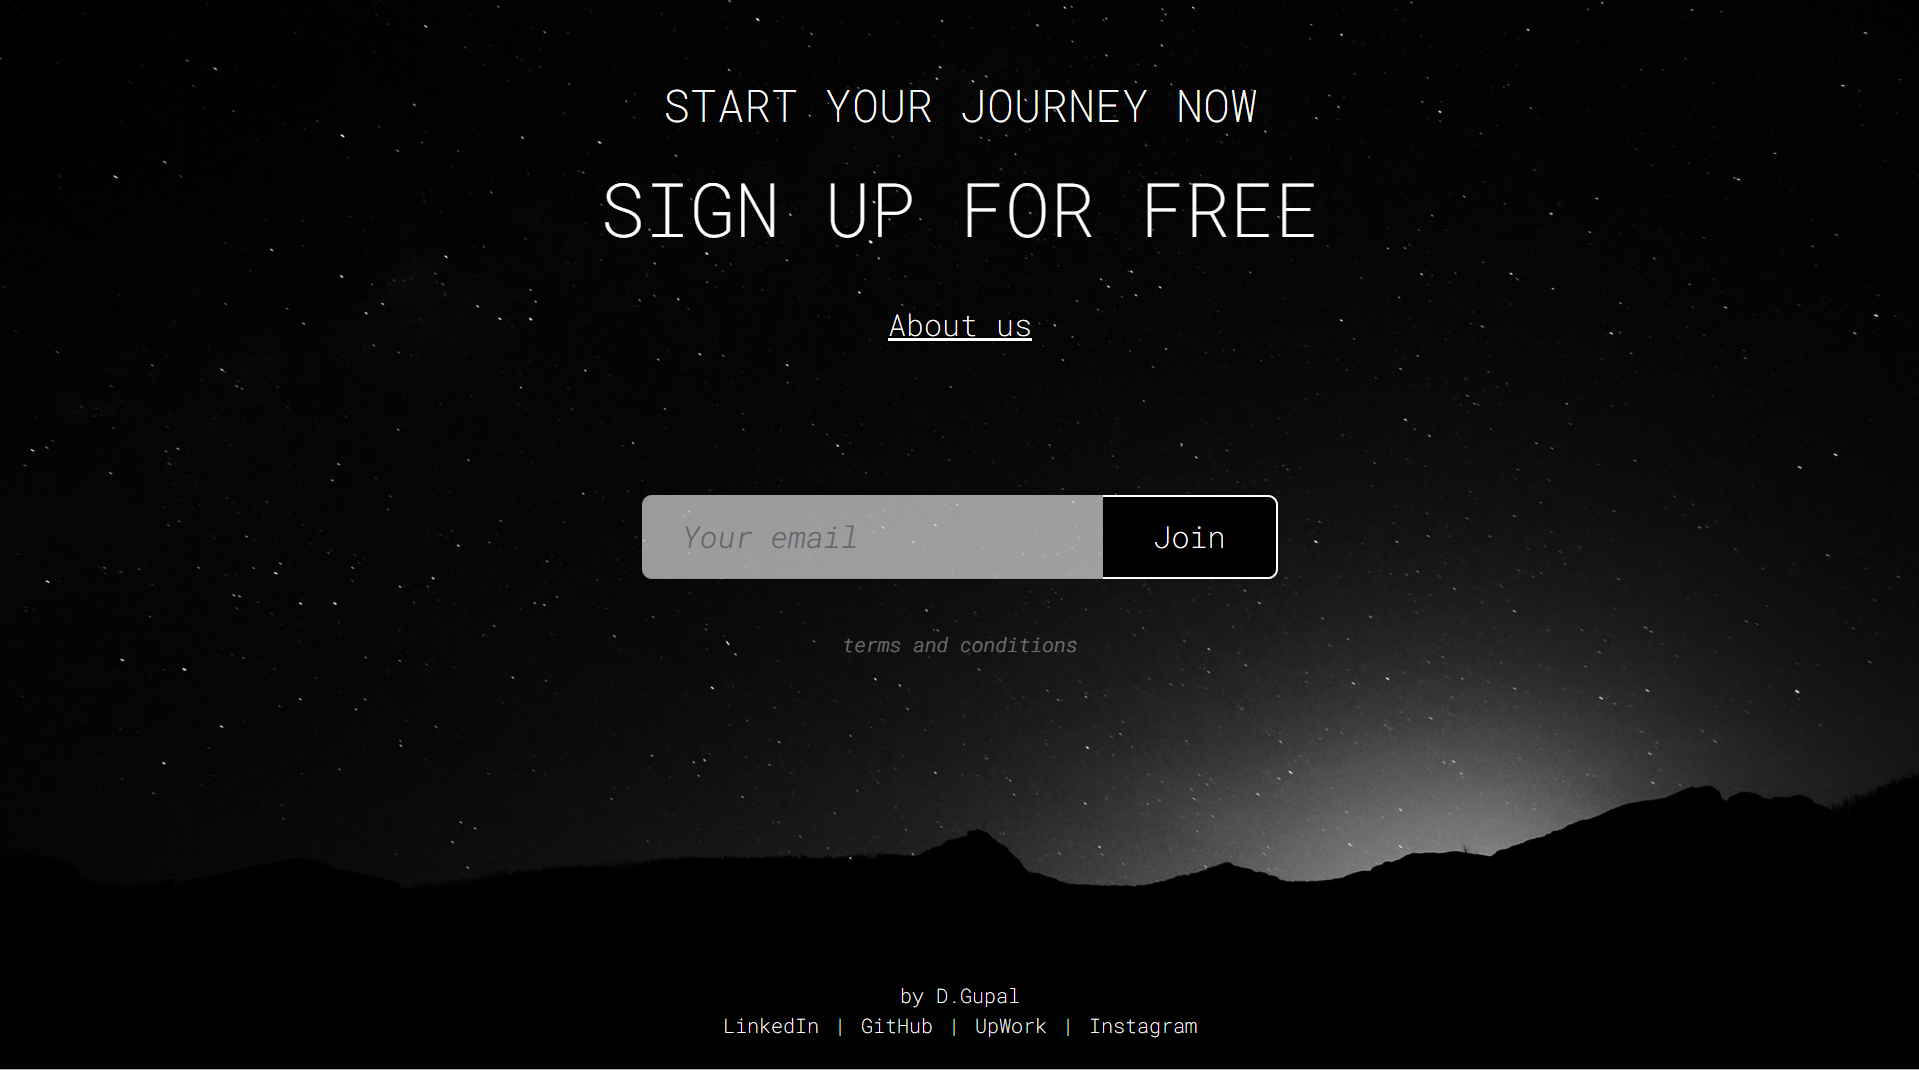 START YOUR JOURNEY NOW
SIGN UP FOR FREE
About us
Your email
Join
terms and conditions
by D.Gupal
LinkedIn | GitHub | UpWork | Instagram